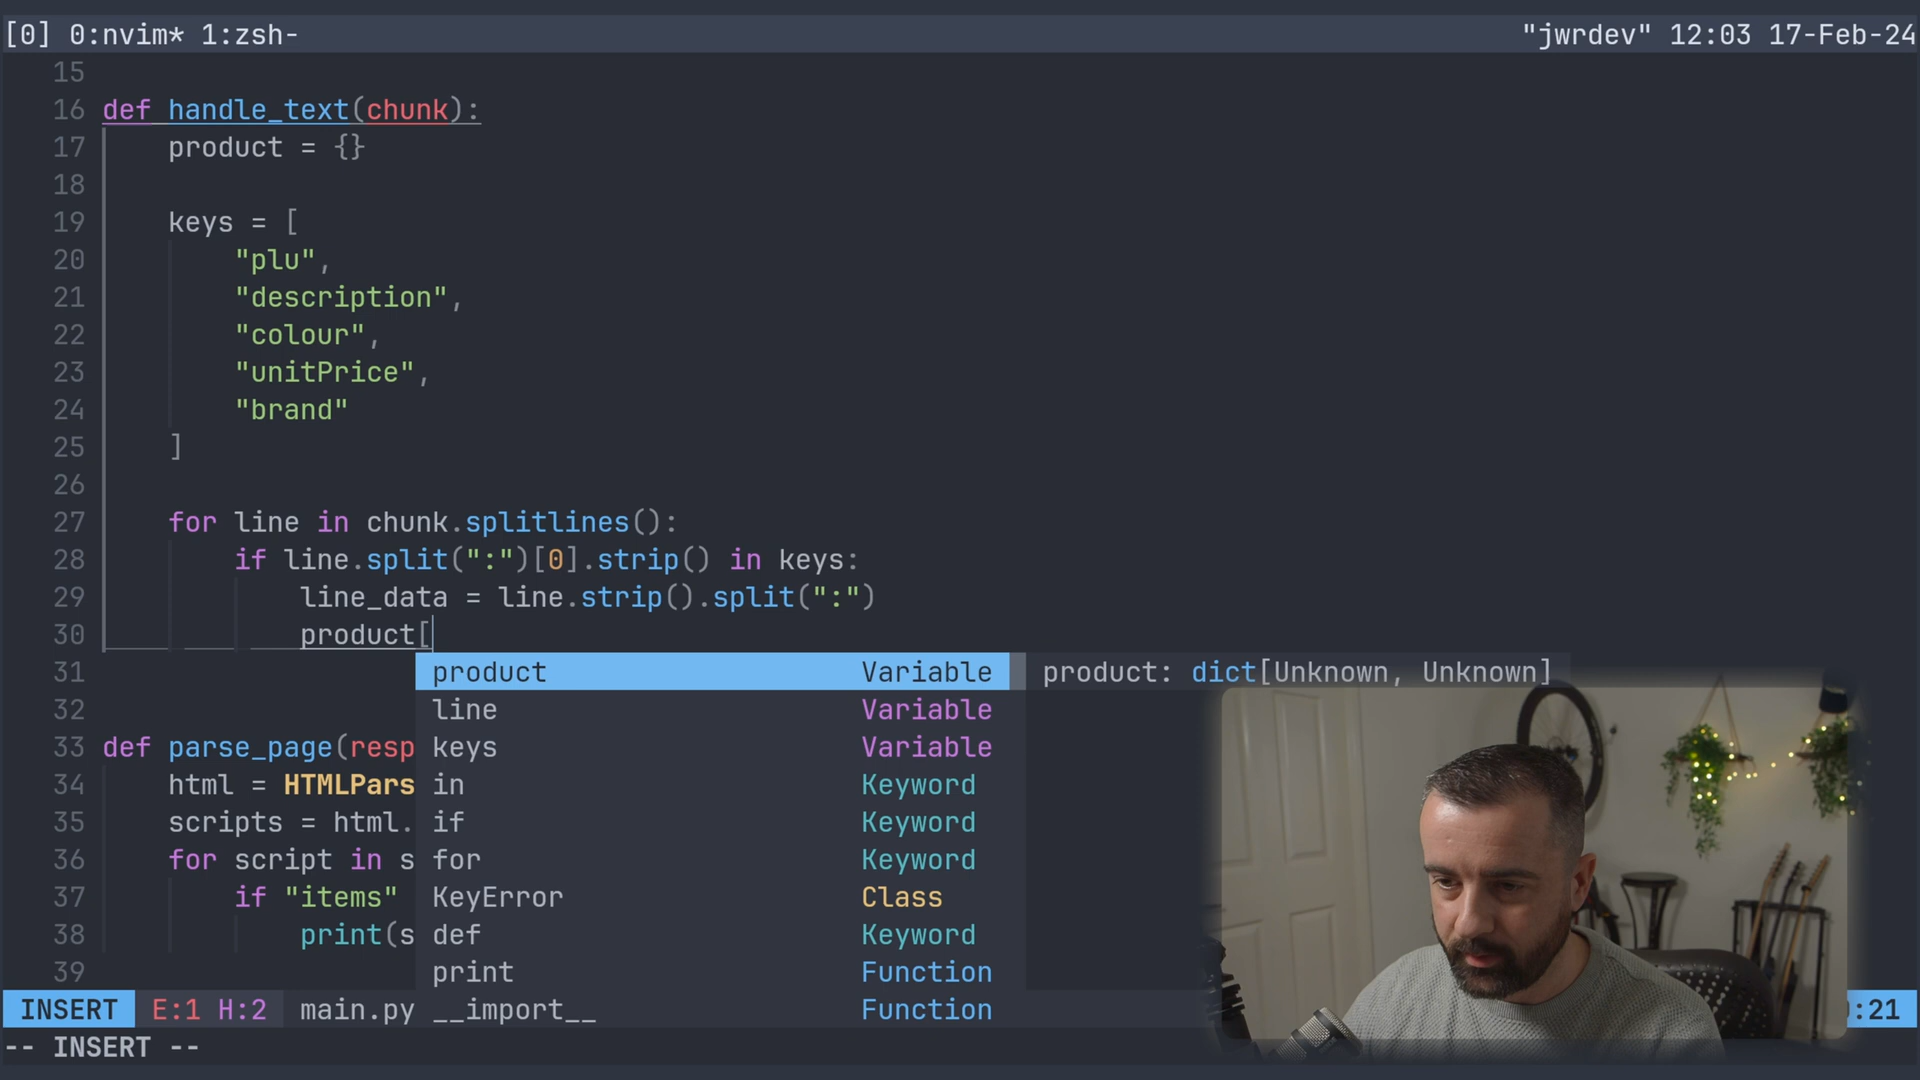 [0] 0:nvim* 1:zsh- "jwrdev" 12:03 17-Feb-24
15
16 def handle_text(chunk):
17 product = {}
18
19 keys = [
20 "plu",
21 "description",
22 "colour",
23 "unitPrice",
24 "brand"
25 ]
26
27 for line in chunk.splitlines():
28 if line.split(":")[0].strip() in keys:
29 line_data = line.strip().split(":")
30 product[
31 product Variable product: dict[Unknown, Unknown]
32 line Variable
33 def parse_page(resp keys Variable
34 html = HTMLPars in Keyword
35 scripts = html. if Keyword
36 for script in s for Keyword
37 if "items" KeyError Class
38 print(s def Keyword
39 print Function
INSERT E:1 H:2 main.py __import__ Function :21
-- INSERT --